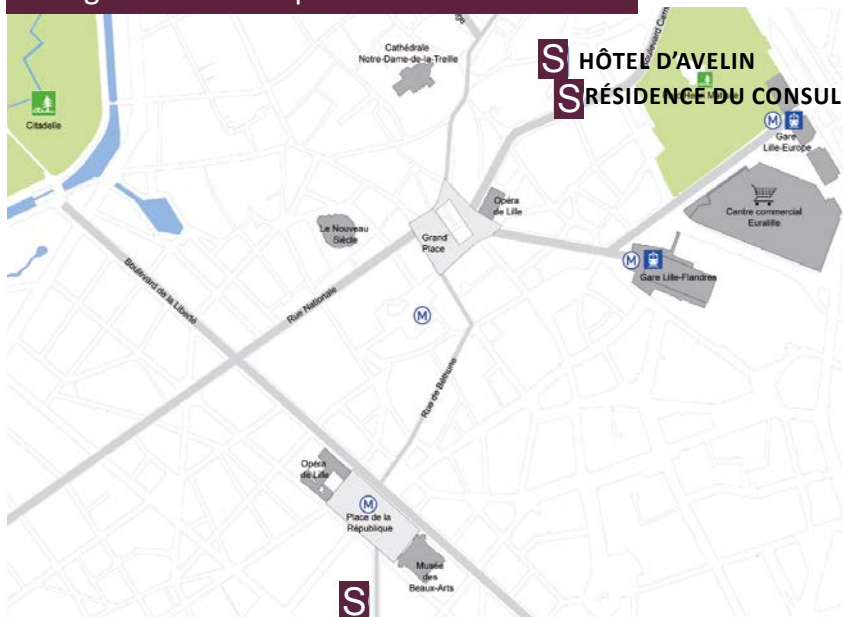 Cathédrale
Notre-Dame-de-la-Treille
S HÔTEL D'AVELIN
S RÉSIDENCE DU CONSUL
Citadelle
M
Gare
Lille-Europe
Opéra
de Lille
Centre commercial
Euralille
Le Nouveau
Siècle
Grand'
Place
M
Gare Lille-Flandres
Boulevard de la Liberté
Rue Nationale
M
Rue de Béthune
Opéra
de Lille
M
Place de la
République
Musée
des
Beaux-Arts
S